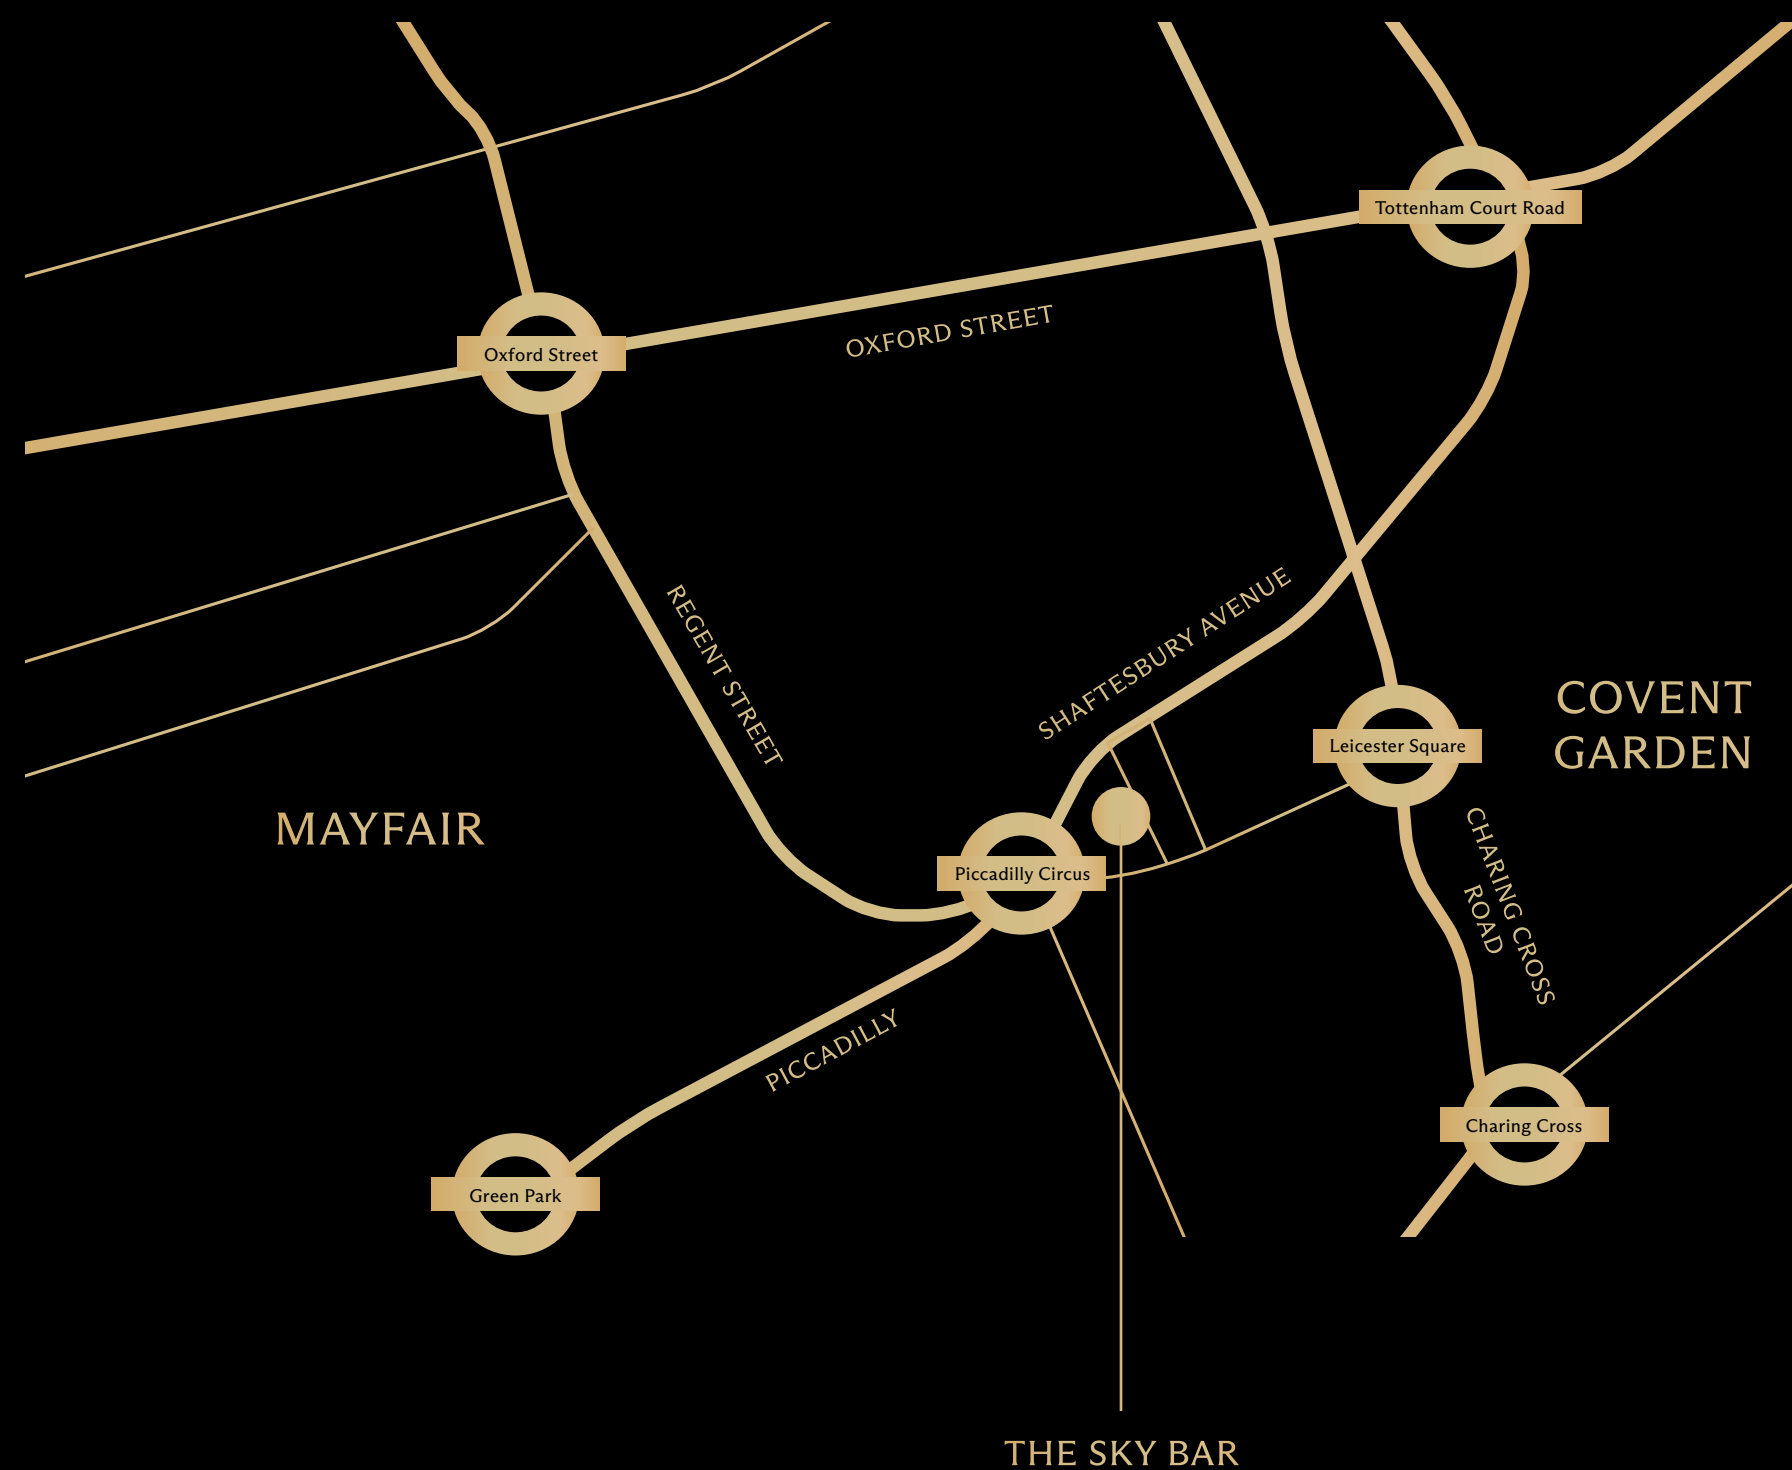 Tottenham Court Road
OXFORD STREET
Oxford Street
REGENT STREET
SHAFTESBURY AVENUE
COVENT
GARDEN
Leicester Square
MAYFAIR
Piccadilly Circus
CHARING CROSS
ROAD
PICCADILLY
Charing Cross
Green Park
THE SKY BAR